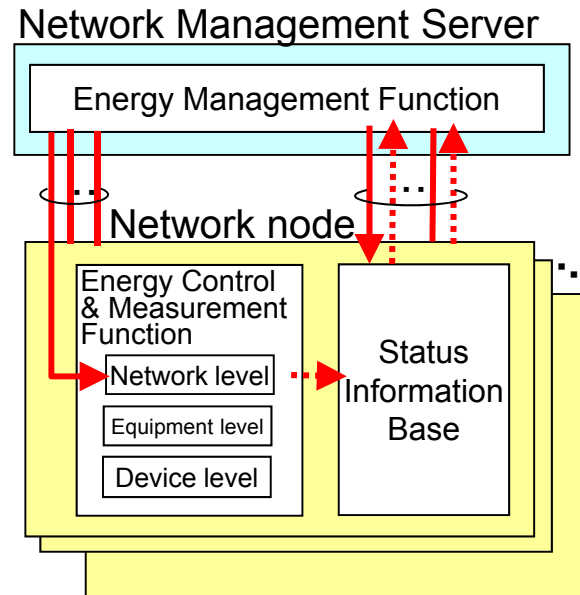 Network Management Server
Energy Management Function
Network node
Energy Control
& Measurement
Function
Network level
Equipment level
Device level
Status
Information
Base